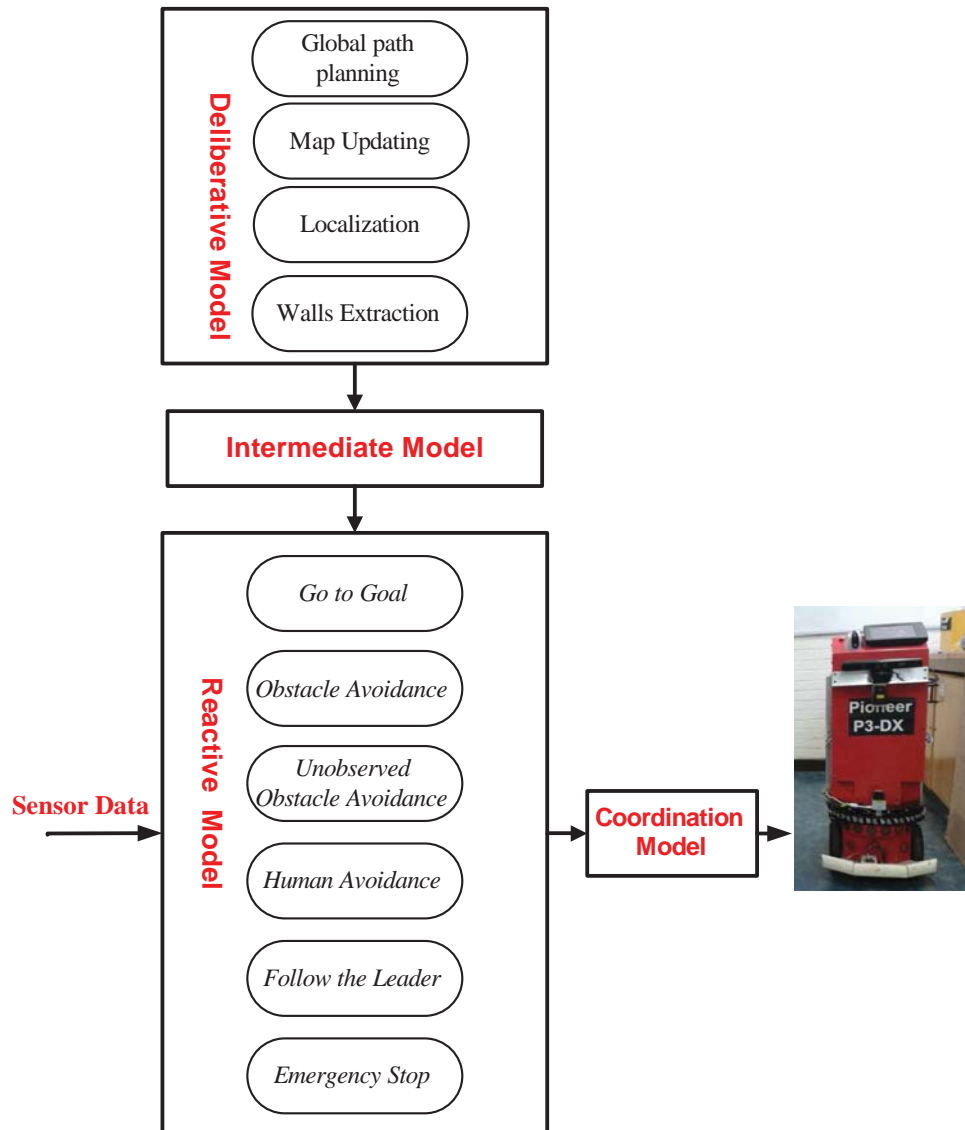 Deliberative Model
Global path
planning
Map Updating
Localization
Walls Extraction
Intermediate Model
Reactive Model
Go to Goal
Obstacle Avoidance
Unobserved
Obstacle Avoidance
Human Avoidance
Follow the Leader
Emergency Stop
Sensor Data
Coordination
Model
Pioneer
P3-DX